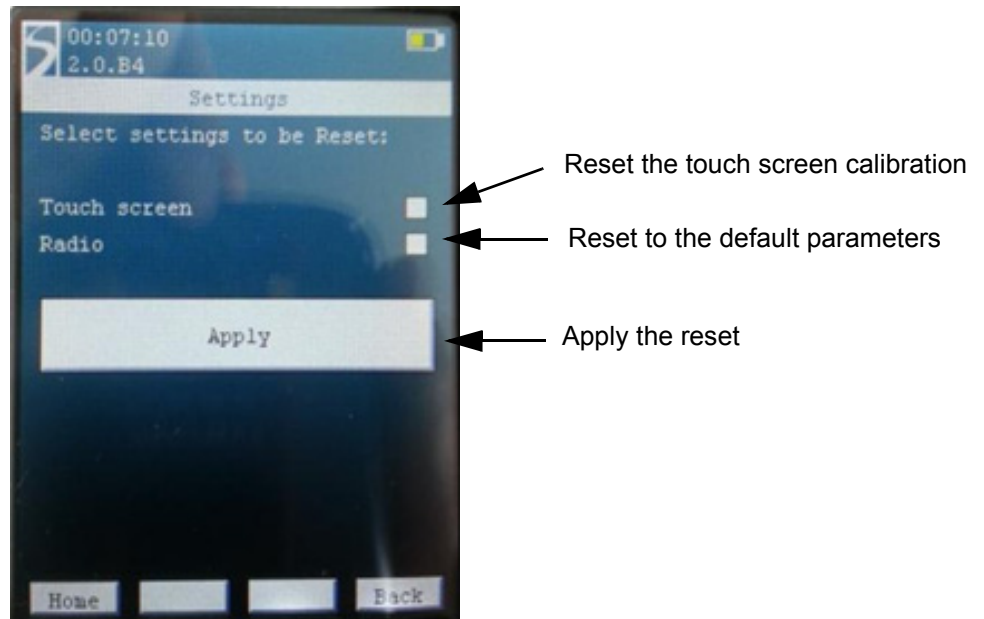 00:07:10
2.0.B4
Settings
Select settings to be Reset:
Reset the touch screen calibration
Touch screen
Radio
Reset to the default parameters
Apply
Apply the reset
Home
Back